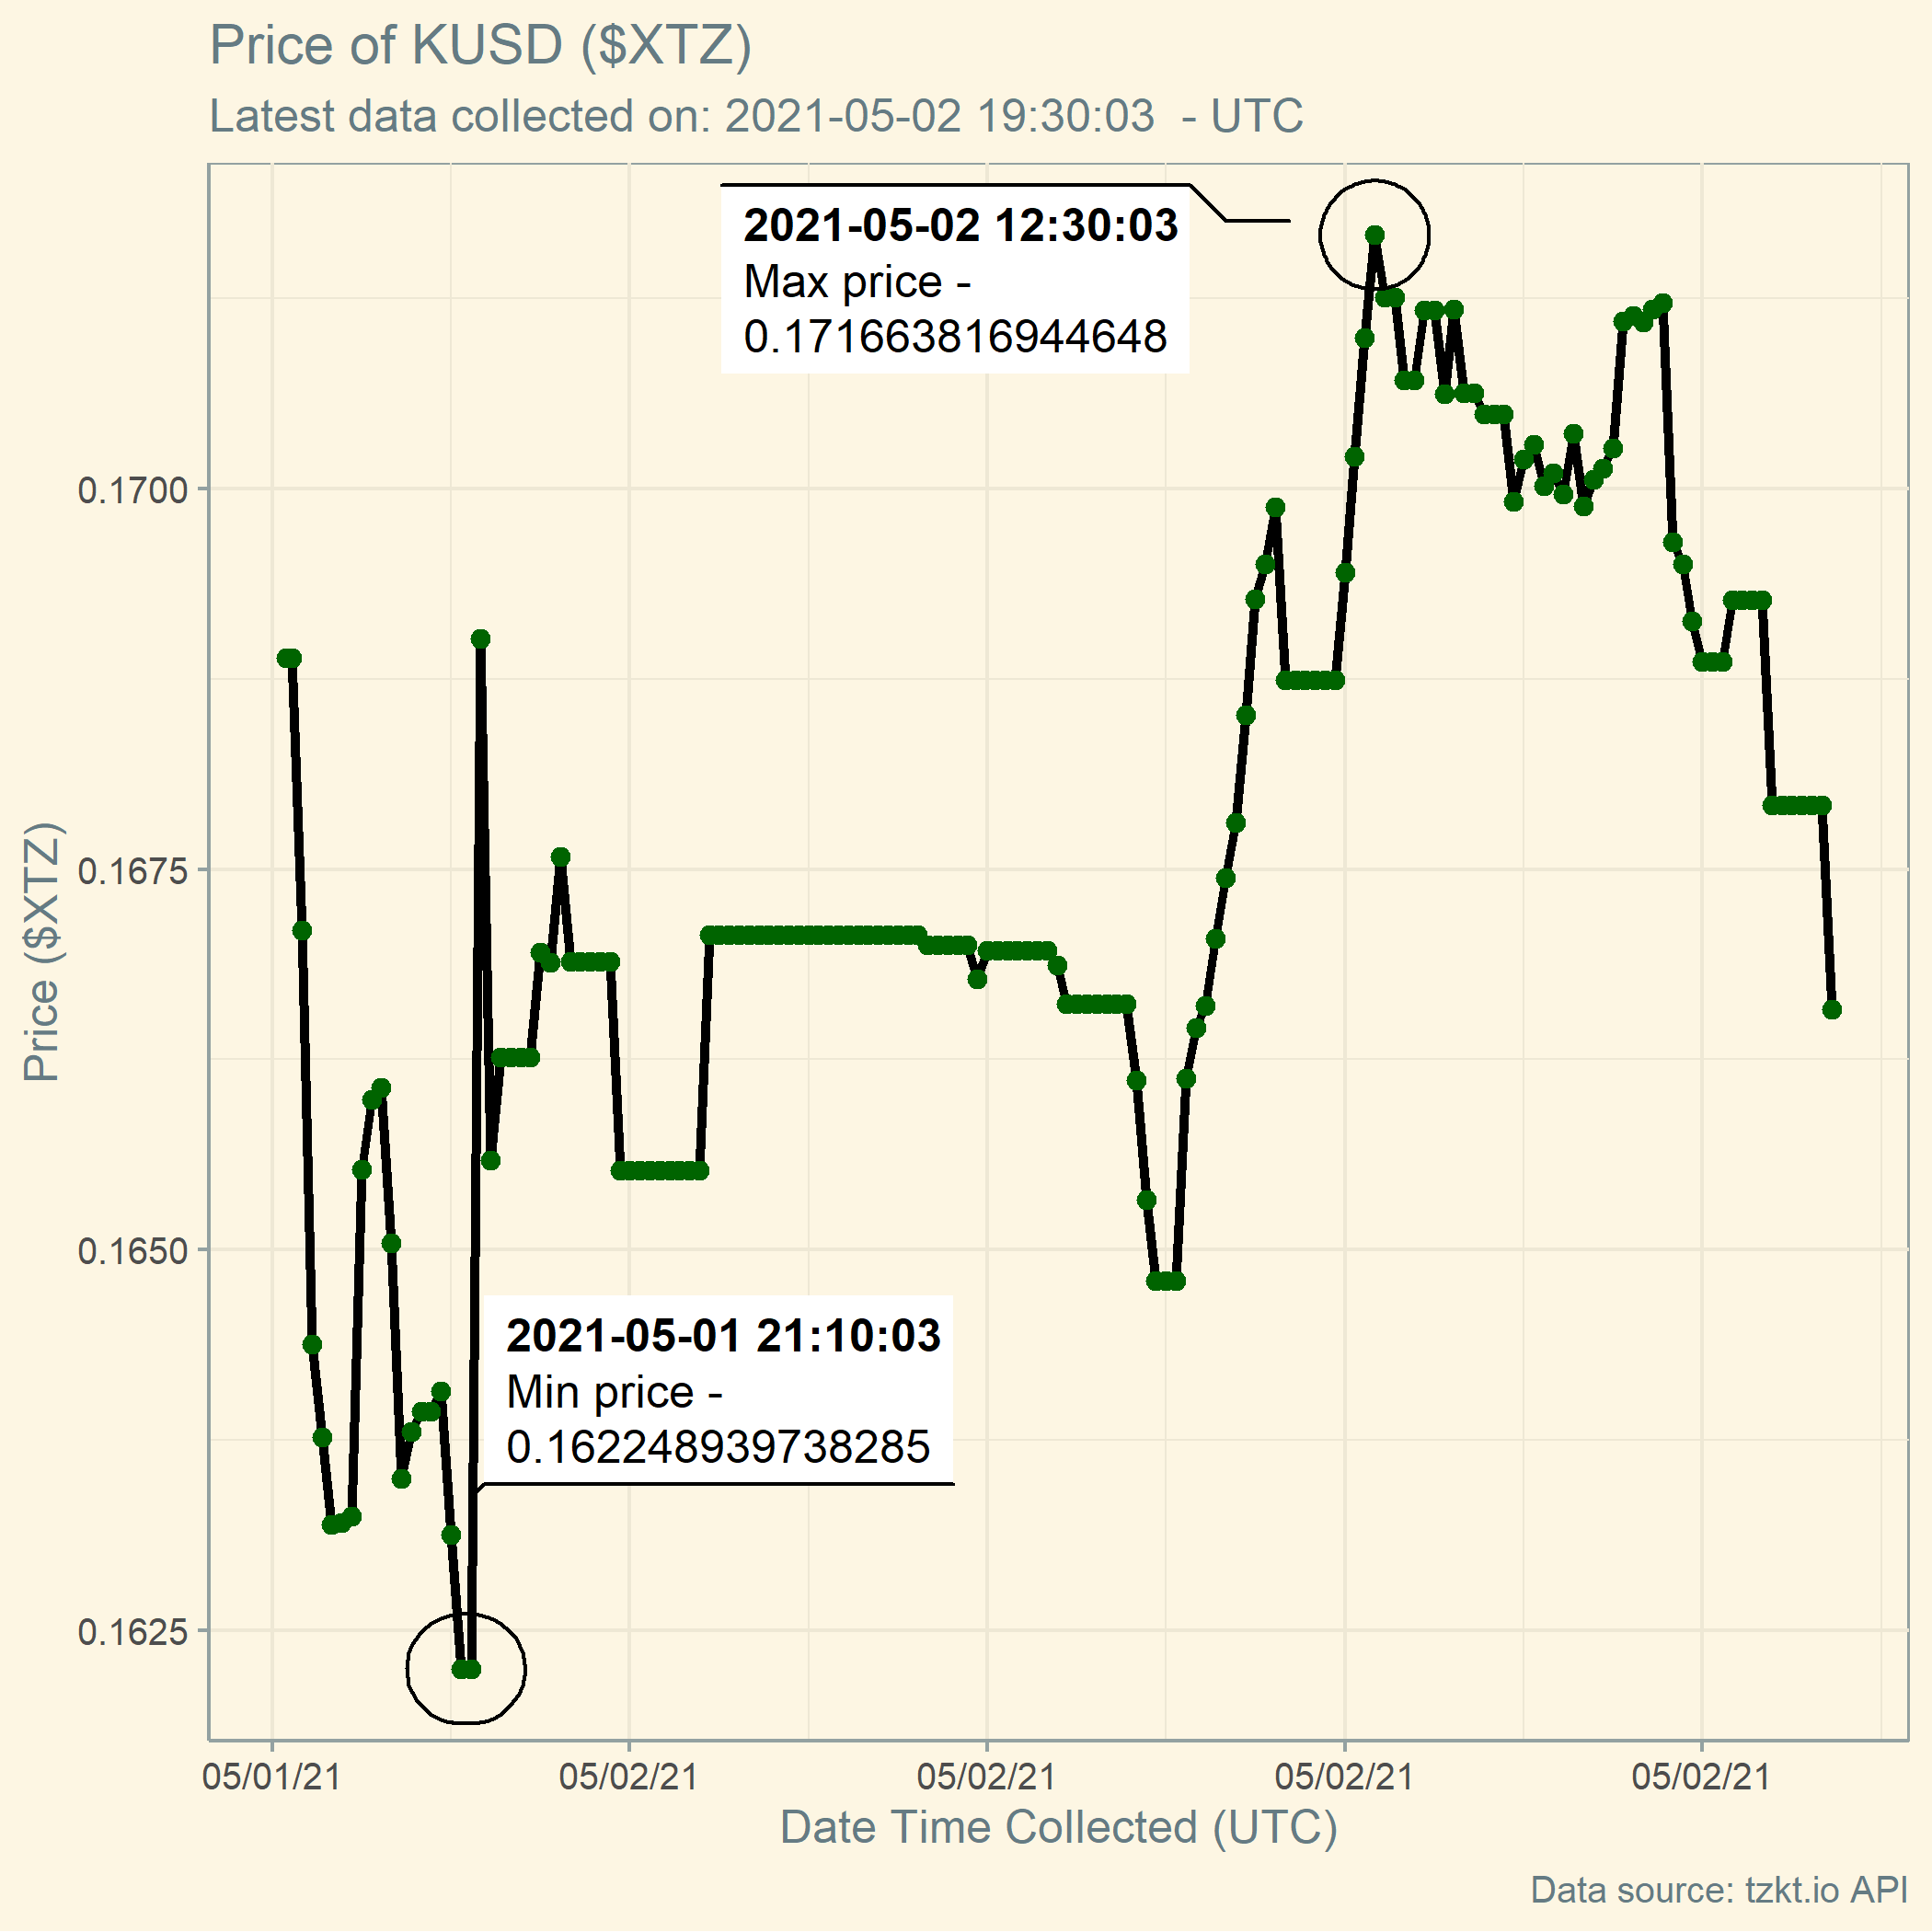 Price of KUSD ($XTZ)
Latest data collected on: 2021-05-02 19:30:03  - UTC
2021-05-02 12:30:03
Max price -
0.171663816944648
0.1700
0.1675
0.1650
0.1625
Price ($XTZ)
2021-05-01 21:10:03
Min price -
0.162248939738285
05/01/21 05/02/21 05/02/21 05/02/21 05/02/21
Date Time Collected (UTC)
Data source: tzkt.io API